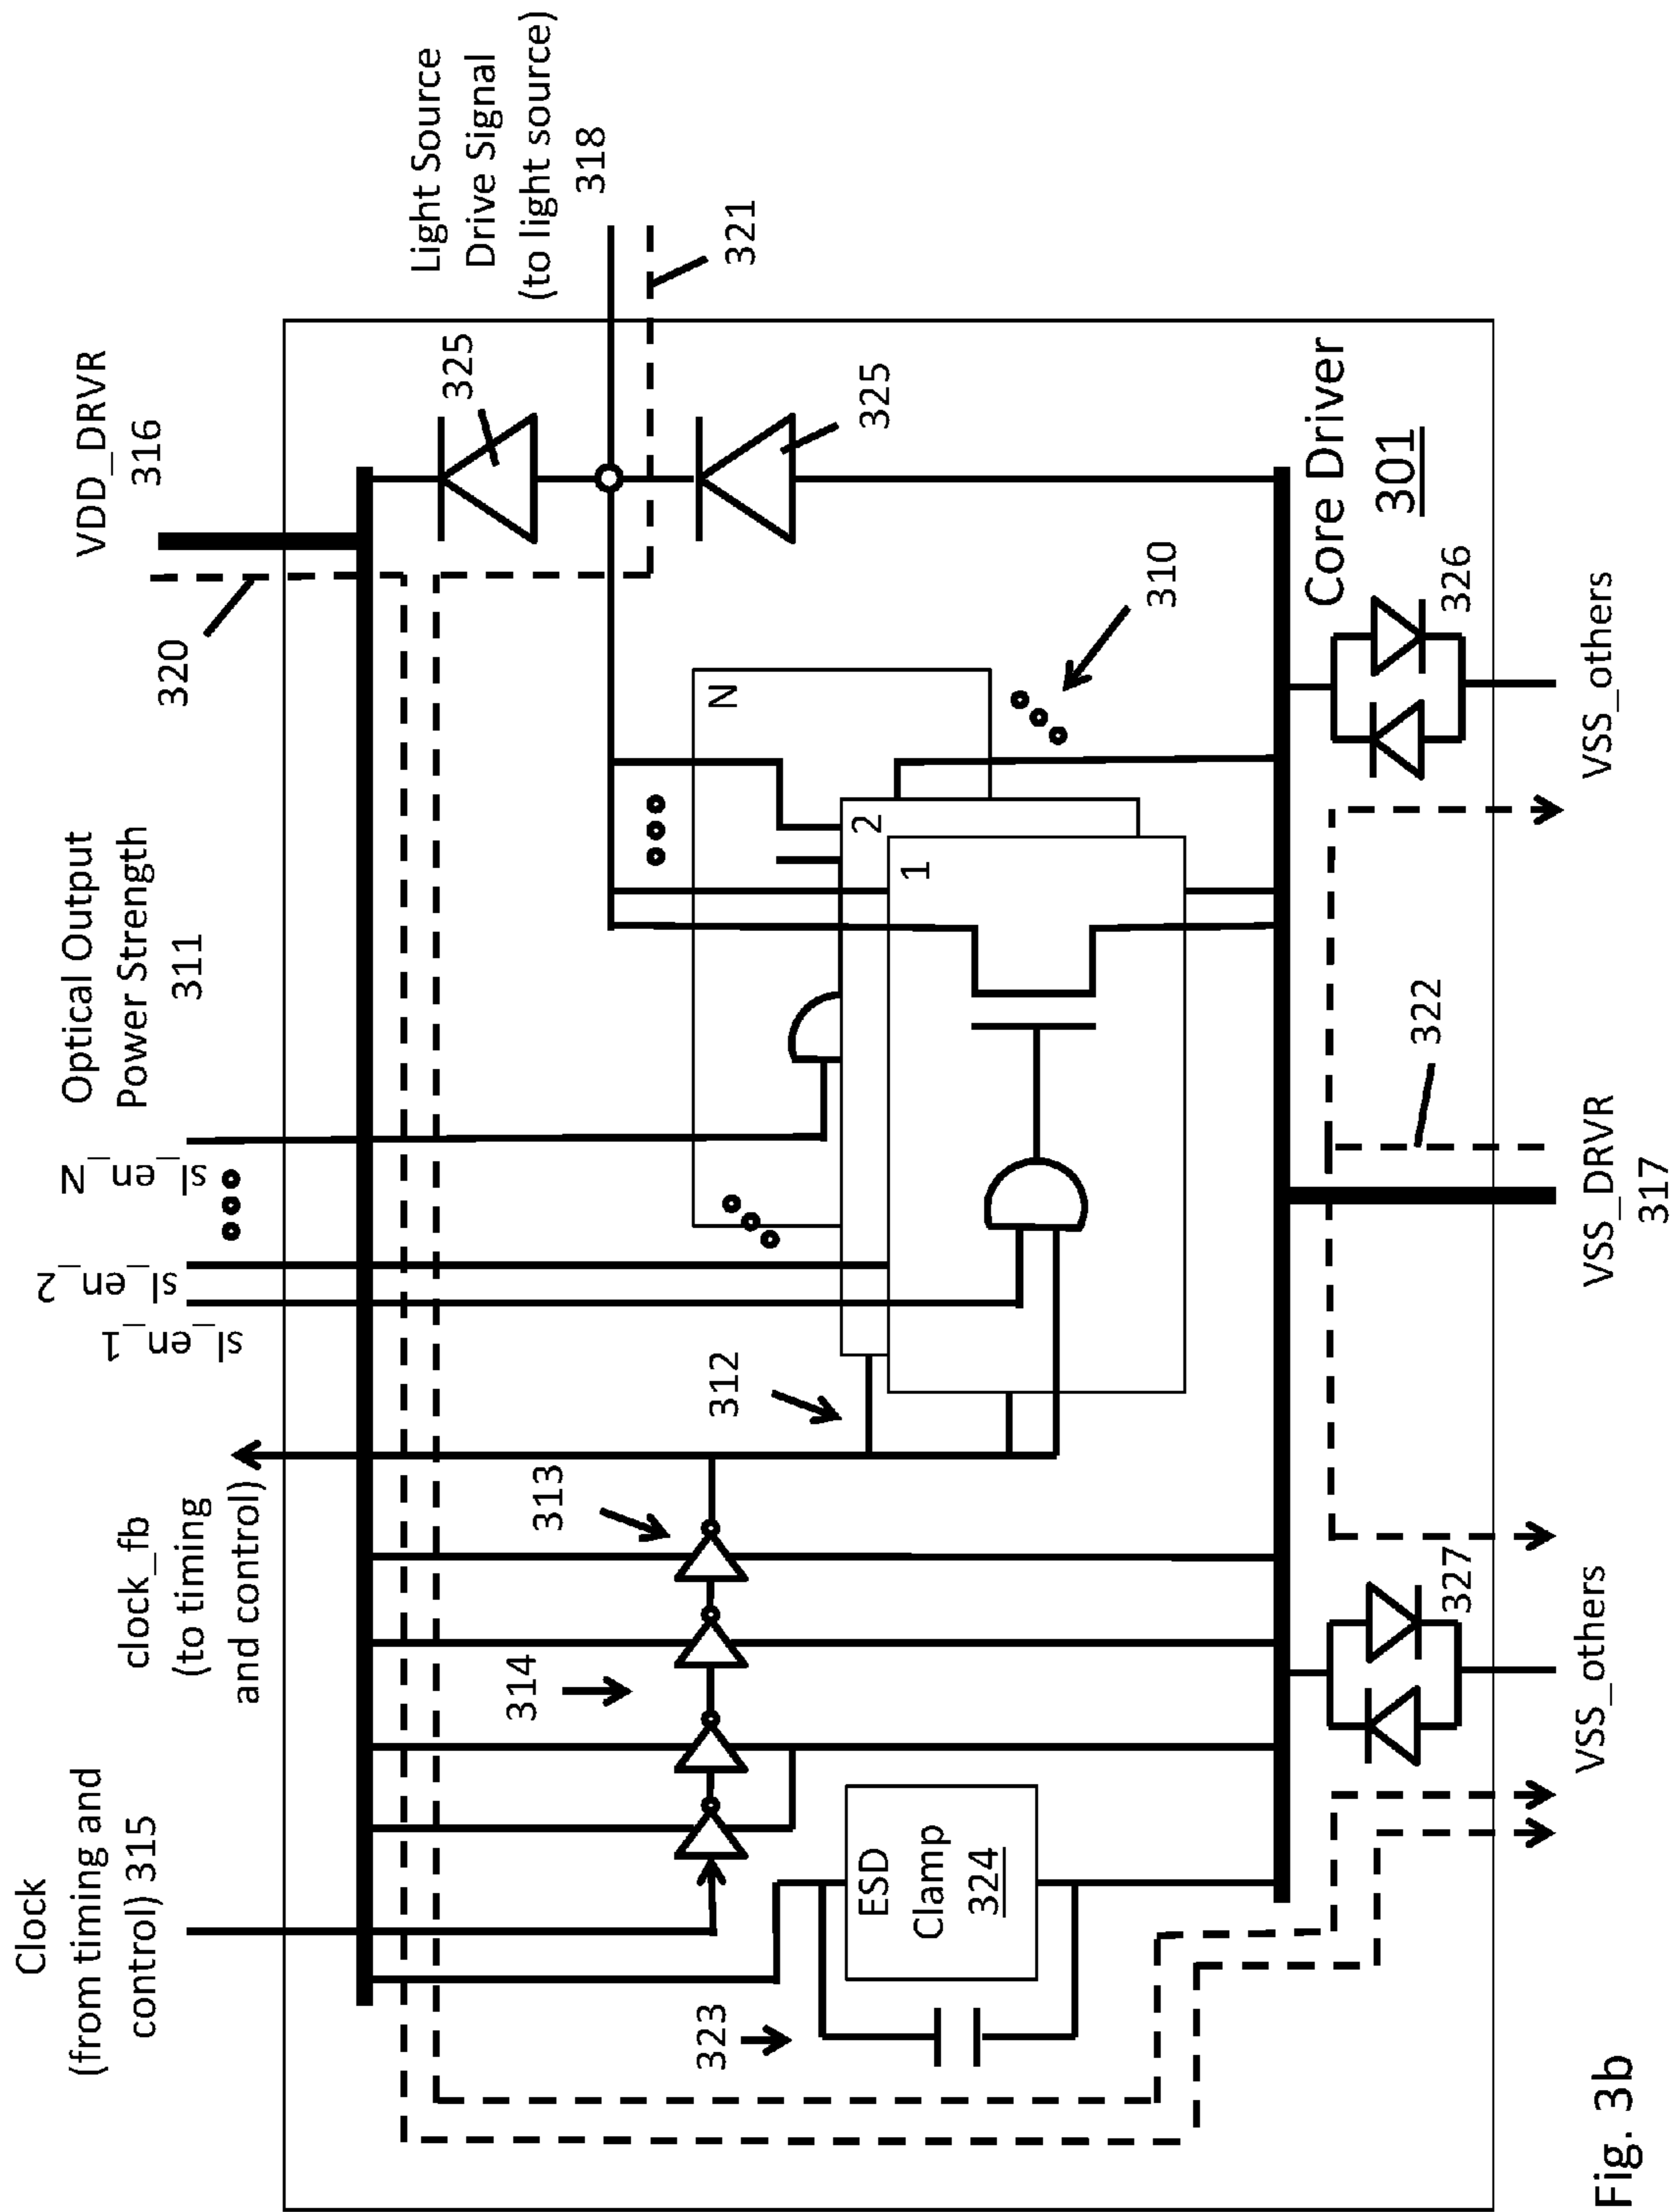 Clock
(from timing and
control) 315
clock_fb
(to timing
and control)
sl_en_1
sl_en_2
sl_en_N
Optical Output
Power Strength
311
VDD_DRVR
316
320
Light Source
Drive Signal
(to light source)
318
321
325
325
314
313
312
N
2
1
310
323
ESD
Clamp
324
Core Driver
301
327
322
326
VSS_others
VSS_DRVR
317
VSS_others
Fig. 3b